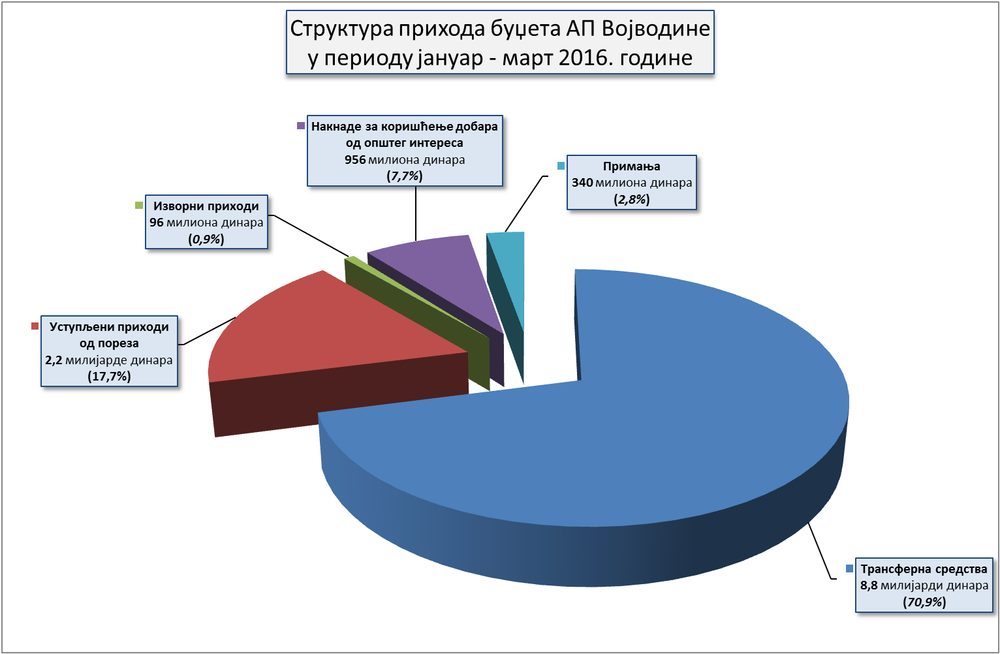 Структура прихода буџета АП Војводине
у периоду јануар - март 2016. године
Накнаде за коришћење добара
од општег интереса
956 милиона динара
(7,7%)
Примања
340 милиона динара
(2,8%)
Изворни приходи
96 милиона динара
(0,9%)
Уступљени приходи
од пореза
2,2 милијарде динара
(17,7%)
Трансферна средства
8,8 милијарди динара
(70,9%)